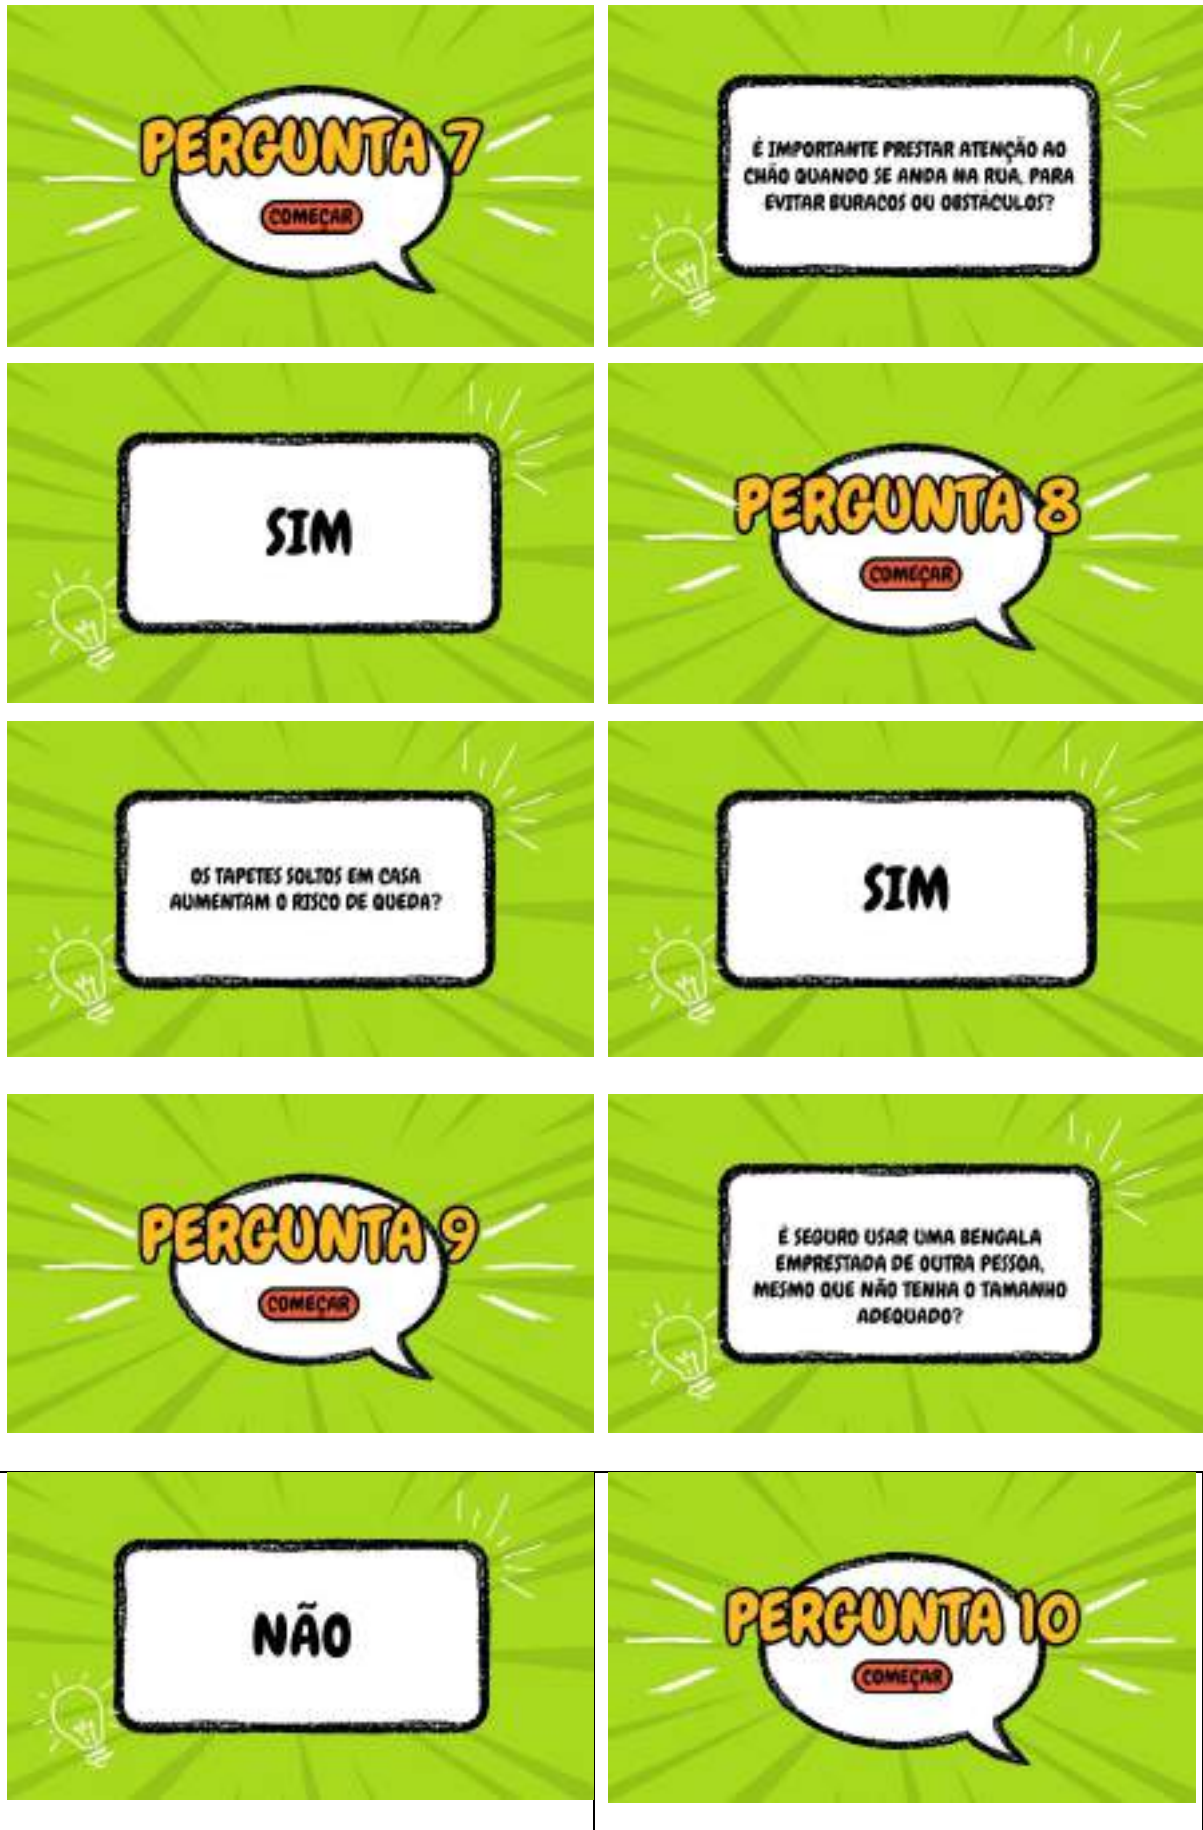 PERGUNTA 7
COMEÇAR
É IMPORTANTE PRESTAR ATENÇÃO AO
CHÃO QUANDO SE ANDA NA RUA, PARA
EVITAR BURACOS OU OBSTÁCULOS?
SIM
PERGUNTA 8
COMEÇAR
OS TAPETES SOLTOS EM CASA
AUMENTAM O RISCO DE QUEDA?
SIM
PERGUNTA 9
COMEÇAR
É SEGURO USAR UMA BENGALA
EMPRESTADA DE OUTRA PESSOA,
MESMO QUE NÃO TENHA O TAMANHO
ADEQUADO?
NÃO
PERGUNTA 10
COMEÇAR